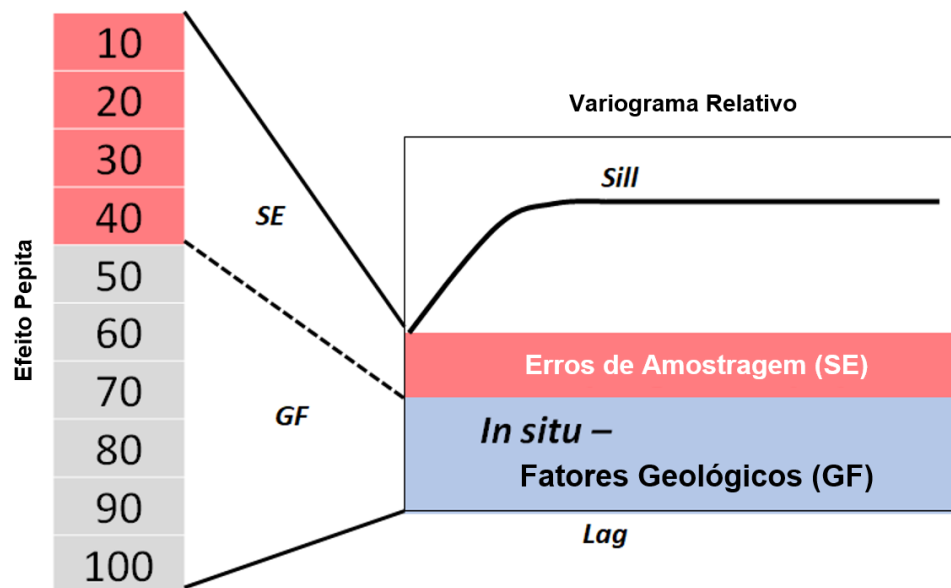 Efeito Pepita
10
20
30
40
50
60
70
80
90
100
SE
GF
Variograma Relativo
Sill
Erros de Amostragem (SE)
In situ –
Fatores Geológicos (GF)
Lag